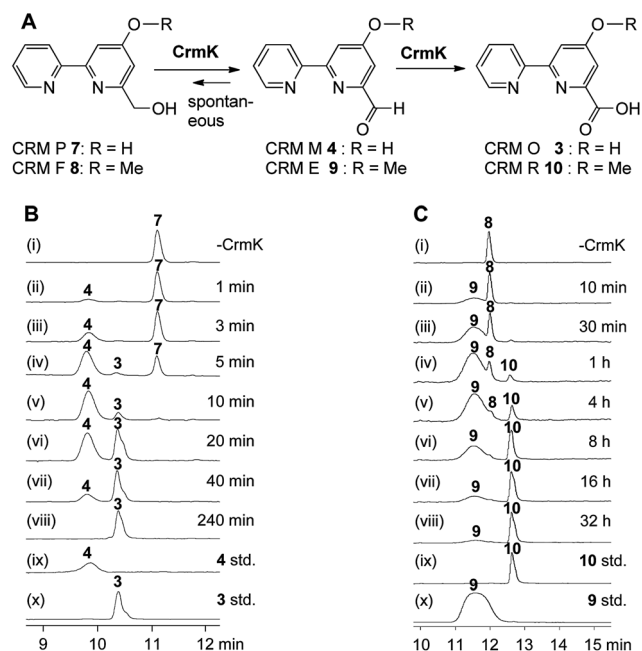 A
O R
CrmK
CrmK
spontan-
eous
N N OH
N N H O
N N OH O
O R
O R
CRM P 7: R = H
CRM F 8: R = Me
CRM M 4 : R = H
CRM E 9 : R = Me
CRM O 3 : R = H
CRM R 10 : R = Me
B
(i) 7 -CrmK
(ii) 4 7 1 min
(iii) 4 7 3 min
(iv) 4 3 7 5 min
(v) 4 3 10 min
(vi) 4 3 20 min
(vii) 4 3 40 min
(viii) 3 240 min
(ix) 4 4 std.
(x) 3 3 std.
9 10 11 12 min
C
(i) 8 -CrmK
(ii) 9 8 10 min
(iii) 9 8 30 min
(iv) 9 8 10 1 h
(v) 9 8 10 4 h
(vi) 9 10 8 h
(vii) 9 10 16 h
(viii) 9 10 32 h
(ix) 10 10 std.
(x) 9 9 std.
10 11 12 13 14 15 min